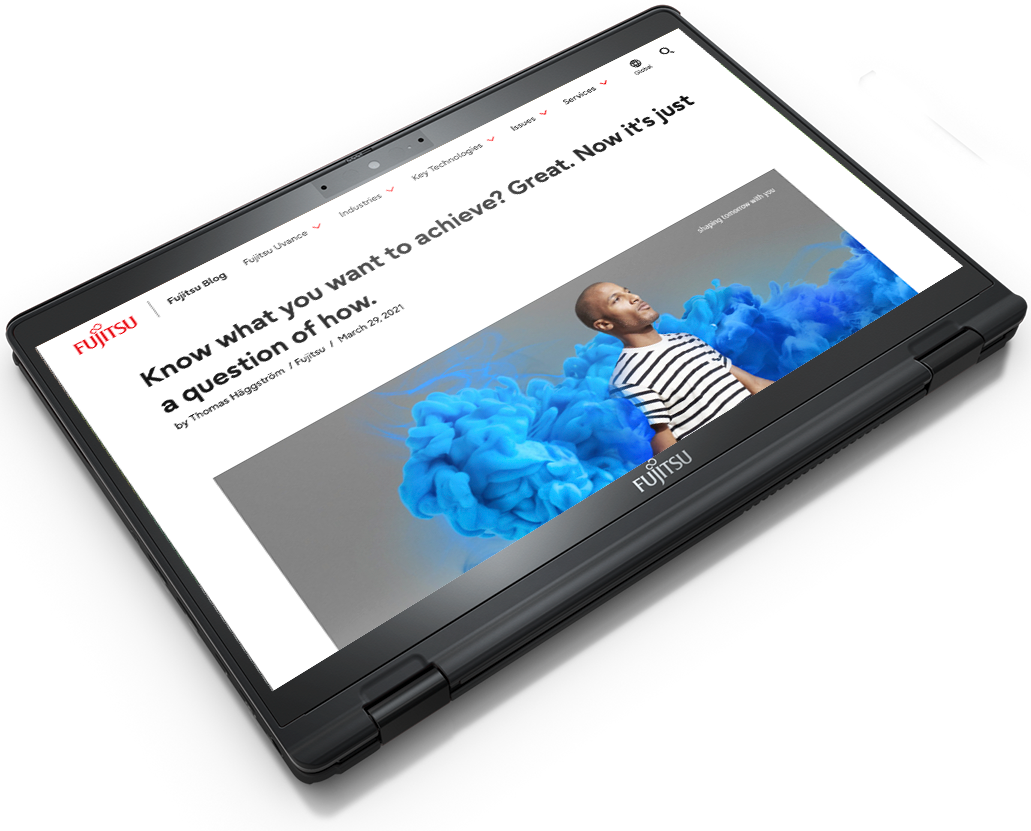 FUJITSU
Fujitsu Blog
Fujitsu Uvance
Industries
Key Technologies
Issues
Services
Global
Know what you want to achieve? Great. Now it's just
a question of how.
by Thomas Häggström / Fujitsu / March 29, 2021
shaping tomorrow with you
FUJITSU